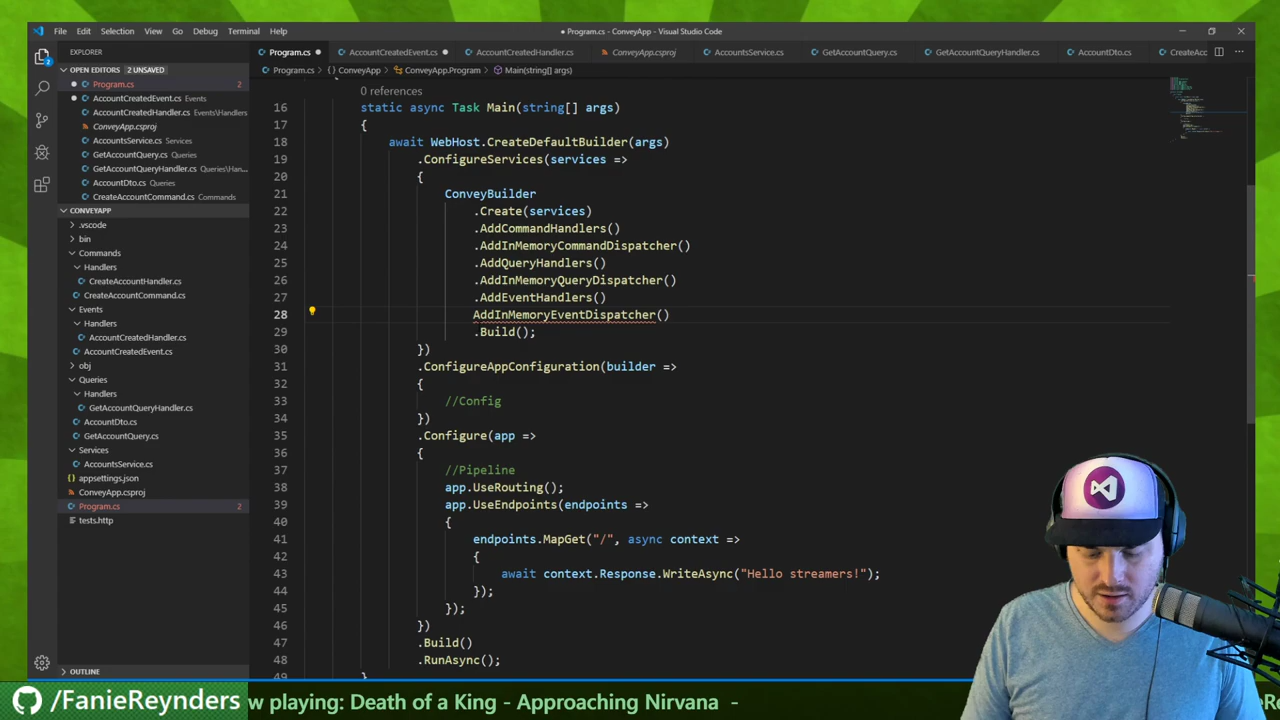 File Edit Selection View Go Debug Terminal Help
● Program.cs - ConveyApp - Visual Studio Code
EXPLORER
OPEN EDITORS 2 UNSAVED
Program.cs 2
AccountCreatedEvent.cs Events
AccountCreatedHandler.cs Events\Handlers
ConveyApp.csproj
AccountsService.cs Services
GetAccountQuery.cs Queries
GetAccountQueryHandler.cs Queries\Han...
AccountDto.cs Queries
CreateAccountCommand.cs Commands
CONVEYAPP
.vscode
bin
Commands
Handlers
CreateAccountHandler.cs
CreateAccountCommand.cs
Events
Handlers
AccountCreatedHandler.cs
AccountCreatedEvent.cs
obj
Queries
Handlers
GetAccountQueryHandler.cs
AccountDto.cs
GetAccountQuery.cs
Services
AccountsService.cs
appsettings.json
ConveyApp.csproj
Program.cs 2
tests.http
OUTLINE
Program.cs AccountCreatedEvent.cs AccountCreatedHandler.cs ConveyApp.csproj AccountsService.cs GetAccountQuery.cs GetAccountQueryHandler.cs AccountDto.cs CreateAcc
Program.cs > {} ConveyApp > ConveyApp.Program > Main(string[] args)
0 references
16 static async Task Main(string[] args)
17 {
18 await WebHost.CreateDefaultBuilder(args)
19 .ConfigureServices(services =>
20 {
21 ConveyBuilder
22 .Create(services)
23 .AddCommandHandlers()
24 .AddInMemoryCommandDispatcher()
25 .AddQueryHandlers()
26 .AddInMemoryQueryDispatcher()
27 .AddEventHandlers()
28 AddInMemoryEventDispatcher()
29 .Build();
30 })
31 .ConfigureAppConfiguration(builder =>
32 {
33 //Config
34 })
35 .Configure(app =>
36 {
37 //Pipeline
38 app.UseRouting();
39 app.UseEndpoints(endpoints =>
40 {
41 endpoints.MapGet("/", async context =>
42 {
43 await context.Response.WriteAsync("Hello streamers!");
44 });
45 });
46 })
47 .Build()
48 .RunAsync();
/FanieReynders
w playing: Death of a King - Approaching Nirvana -